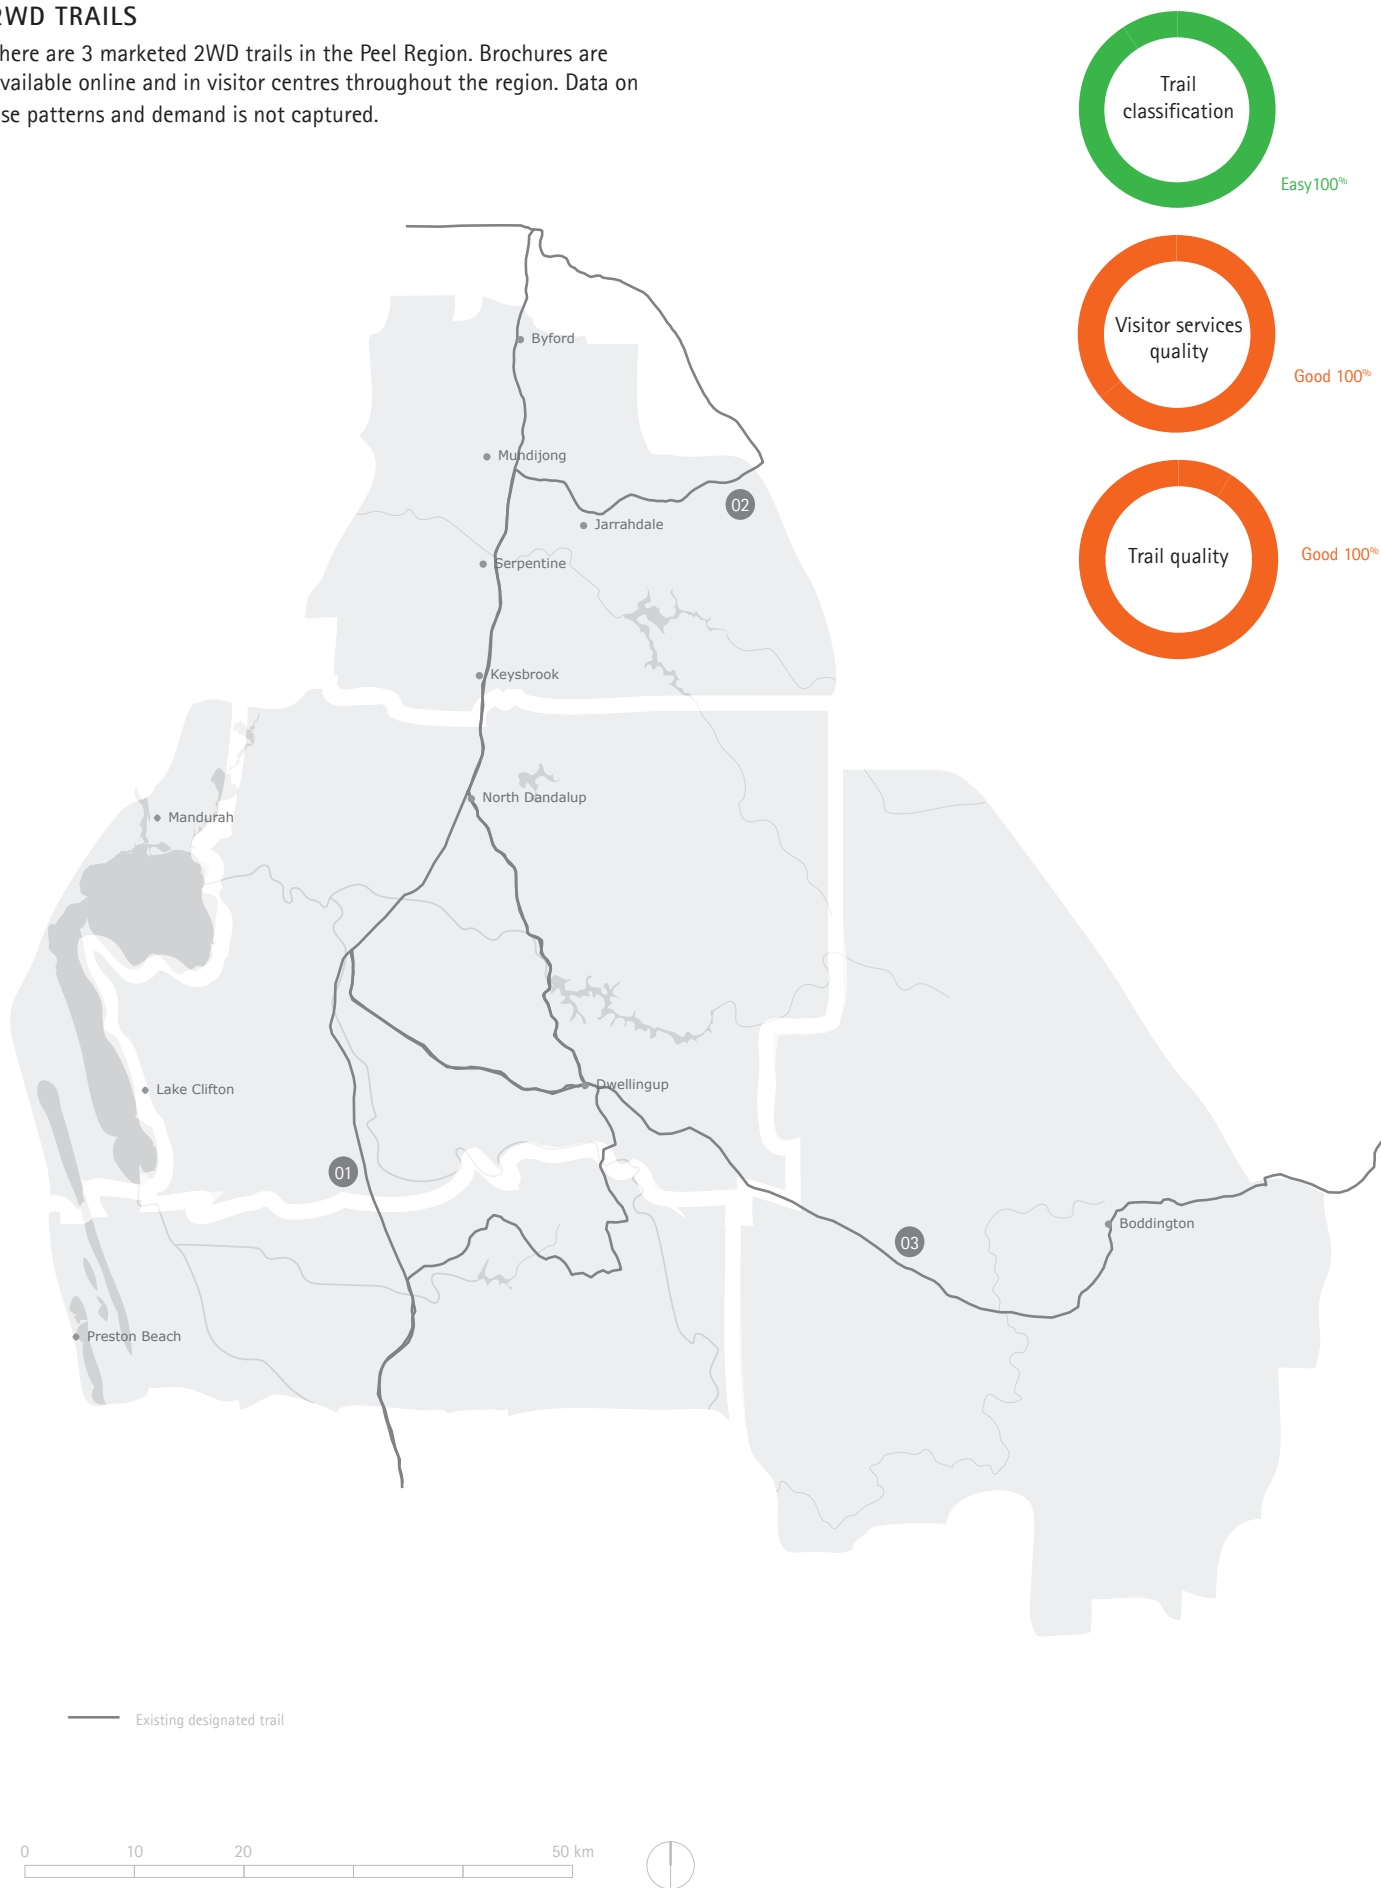 2WD TRAILS
here are 3 marketed 2WD trails in the Peel Region. Brochures are
vailable online and in visitor centres throughout the region. Data on
se patterns and demand is not captured.
Trail
classification
Easy100%
Visitor services
quality
Good 100%
Trail quality
Good 100%
Byford
Mundijong
02
Jarrahdale
Serpentine
Keysbrook
North Dandalup
Mandurah
Dwellingup
Lake Clifton
01
Boddington
03
Preston Beach
Existing designated trail
0 10 20 50 km